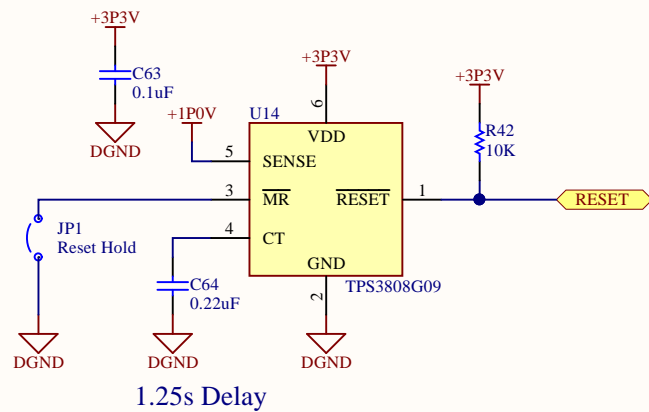 +3P3V
C63
0.1uF
DGND
+1P0V
+3P3V
+3P3V
U14
6
VDD
R42
10K
5
SENSE
3
MR
RESET
1
RESET
4
CT
JP1
Reset Hold
C64
0.22uF
GND
2
TPS3808G09
DGND
DGND
DGND
1.25s Delay